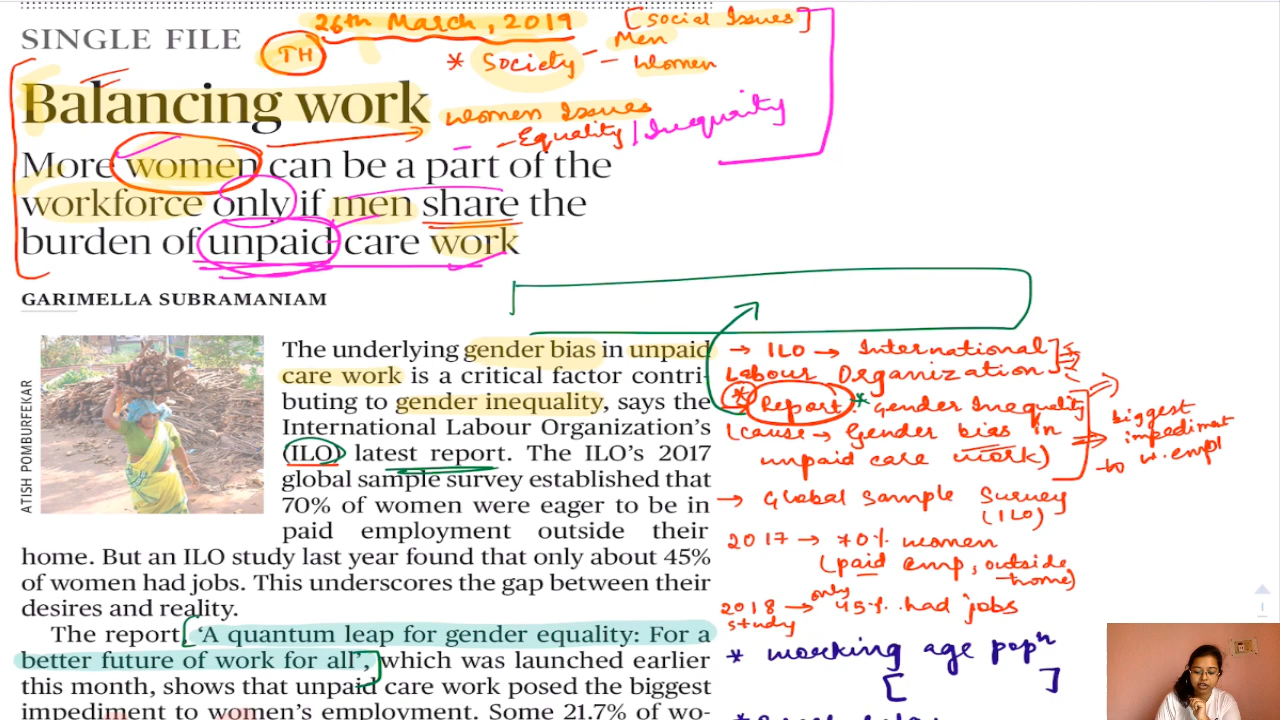 26th March, 2019
[Social Issues]
SINGLE FILE
TH
Men
* Society - Women
Balancing work
Women Issues
- Equality / Inequality
More women can be a part of the
workforce only if men share the
burden of unpaid care work
GARIMELLA SUBRAMANIAM
ATISH POMBURFEKAR
The underlying gender bias in unpaid
care work is a critical factor contri-
buting to gender inequality, says the
International Labour Organization's
(ILO) latest report. The ILO's 2017
global sample survey established that
70% of women were eager to be in
paid employment outside their
home. But an ILO study last year found that only about 45%
of women had jobs. This underscores the gap between their
desires and reality.
The report, 'A quantum leap for gender equality: For a
better future of work for all', which was launched earlier
this month, shows that unpaid care work posed the biggest
impediment to women's employment. Some 21.7% of wo-
→ ILO → International
Labour Organization
* Report * Gender Inequality
(cause → Gender bias in
unpaid care work)
biggest
impediment
to w. empl
→ Global Sample Survey
(ILO)
2017 → 70% women
(paid emp, outside
home)
2018 → only 45% had jobs
study
* working age popn
[ ]